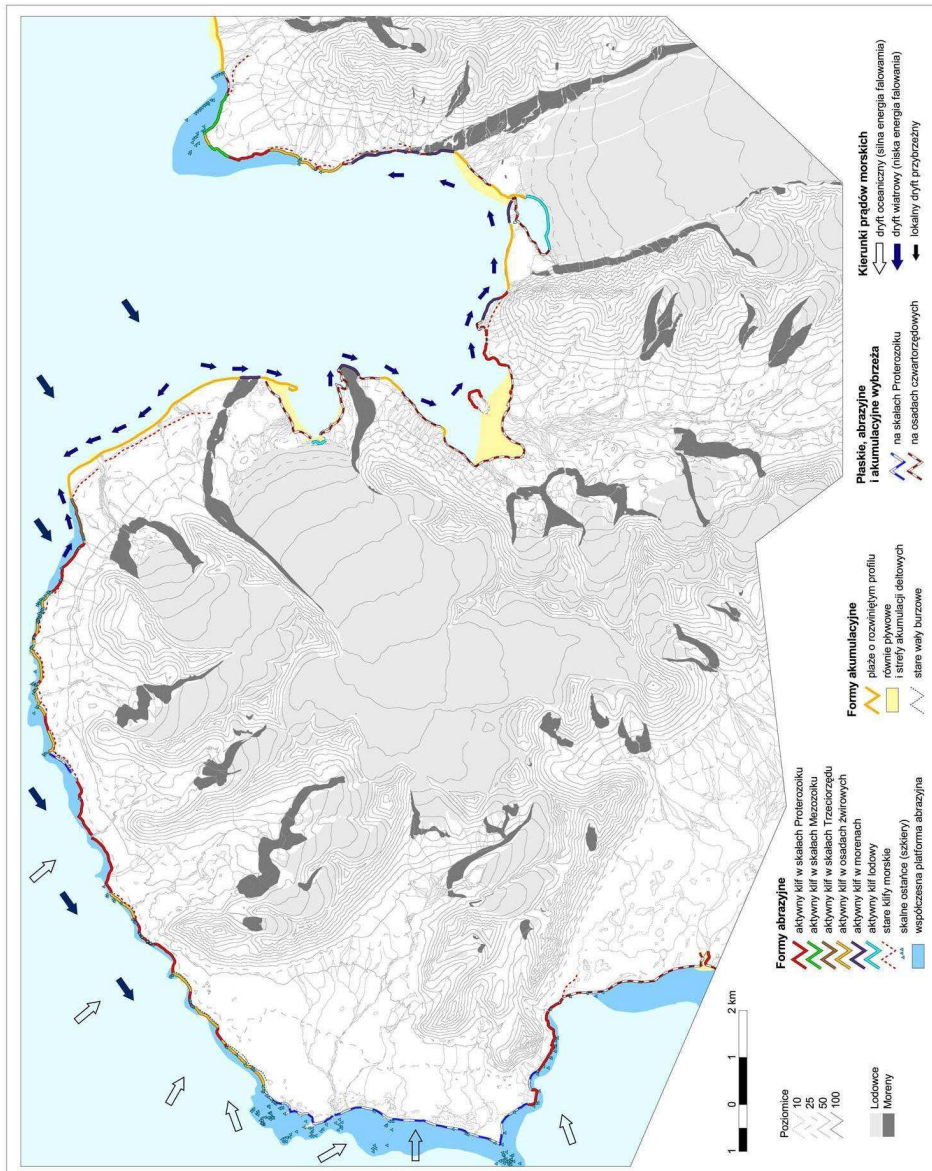 Poziomice
10
25
50
100
Lodowce
Moreny
1 0 1 2 km
Formy abrazyjne
aktywny klif w skałach Proterozoiku
aktywny klif w skałach Mezozoiku
aktywny klif w skałach Trzeciorzędu
aktywny klif w osadach żwirowych
aktywny klif w morenach
aktywny klif lodowy
stare klify morskie
skalne ostańce (szkiery)
współczesna platforma abrazyjna
Formy akumulacyjne
plaże o rozwiniętym profilu
równie pływowe
i strefy akumulacji deltowych
stare wały burzowe
Płaskie, abrazyjne
i akumulacyjne wybrzeża
na skałach Proterozoiku
na osadach czwartorzędowych
Kierunki prądów morskich
dryft oceaniczny (silna energia falowamia)
dryft wiatrowy (niska energia falowania)
lokalny dryft przybrzeżny